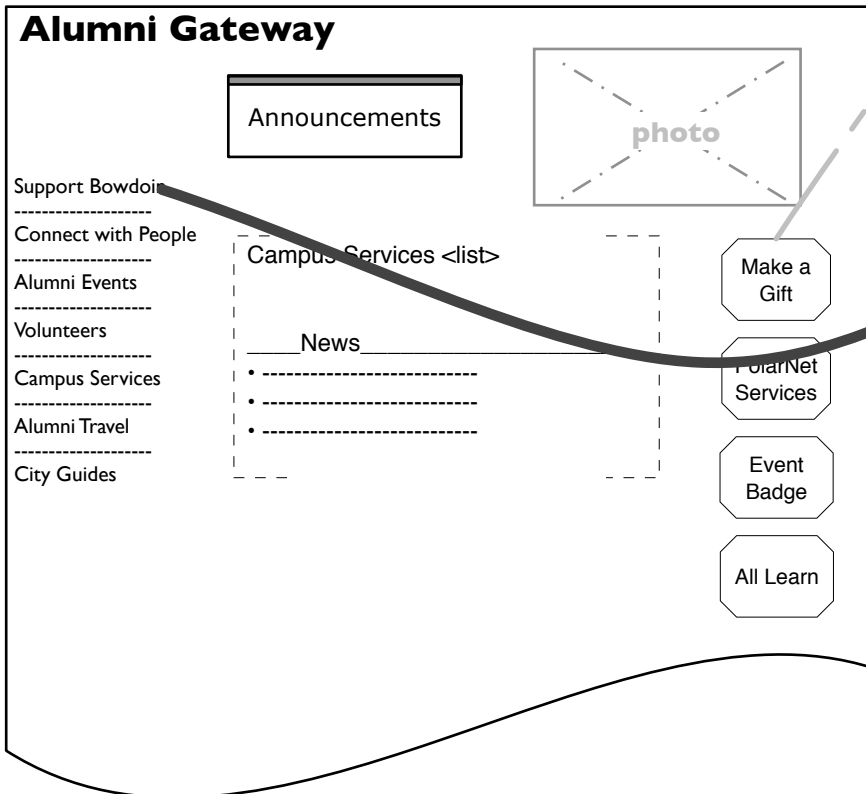 Alumni Gateway
Announcements
photo
Support Bowdoin
Connect with People
Alumni Events
Volunteers
Campus Services
Alumni Travel
City Guides
Campus Services <list>
News
Make a
Gift
PolarNet
Services
Event
Badge
All Learn